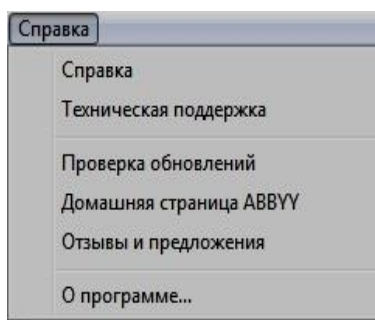 Справка
Справка
Техническая поддержка
Проверка обновлений
Домашняя страница ABBYY
Отзывы и предложения
О программе...